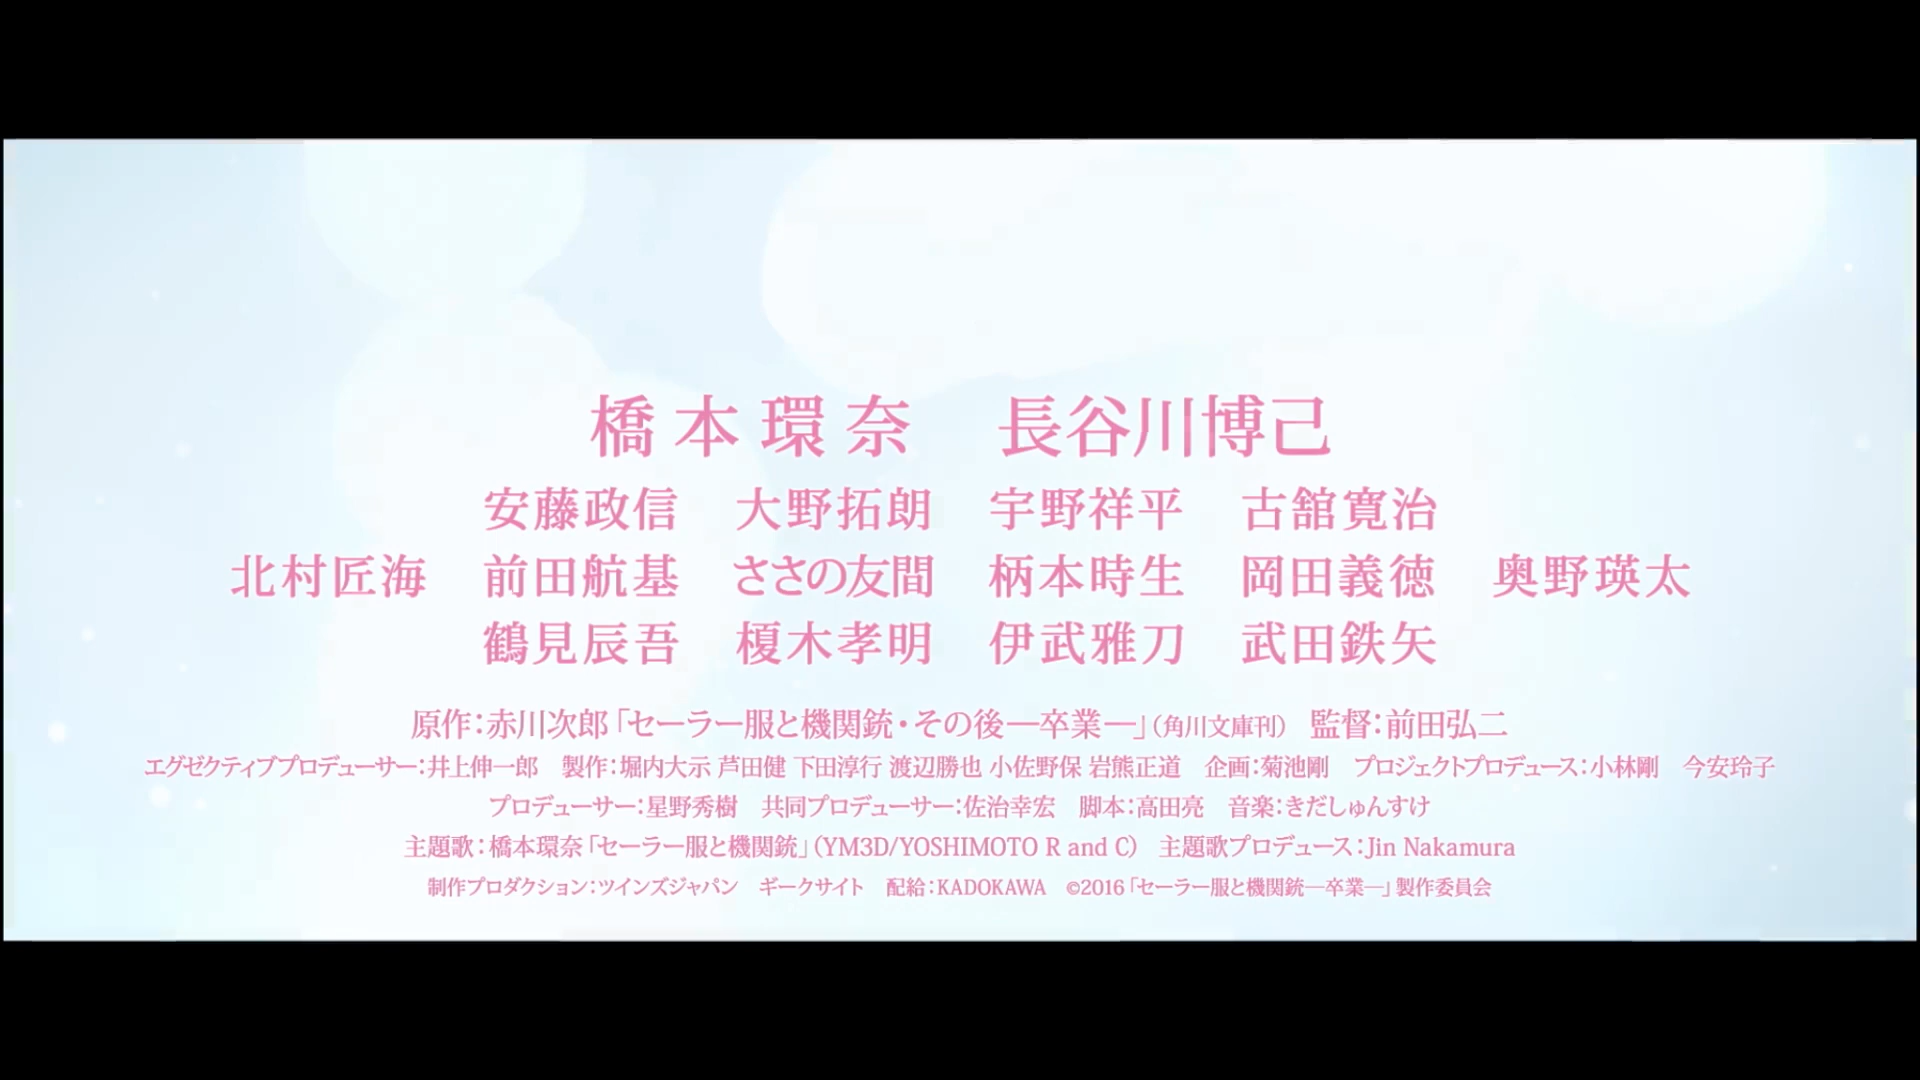 橋本環奈　長谷川博己
安藤政信　大野拓朗　宇野祥平　古舘寛治
北村匠海　前田航基　ささの友間　柄本時生　岡田義徳　奥野瑛太
鶴見辰吾　榎木孝明　伊武雅刀　武田鉄矢
原作：赤川次郎「セーラー服と機関銃・その後―卒業―」（角川文庫刊）　監督：前田弘二
エグゼクティブプロデューサー：井上伸一郎　製作：堀内大示 芦田健 下田淳行 渡辺勝也 小佐野保 岩熊正道　企画：菊池剛　プロジェクトプロデュース：小林剛　今安玲子
プロデューサー：星野秀樹　共同プロデューサー：佐治幸宏　脚本：高田亮　音楽：きだしゅんすけ
主題歌：橋本環奈「セーラー服と機関銃」（YM3D/YOSHIMOTO R and C）　主題歌プロデュース：Jin Nakamura
制作プロダクション：ツインズジャパン　ギークサイト　配給：KADOKAWA　©2016「セーラー服と機関銃―卒業―」製作委員会